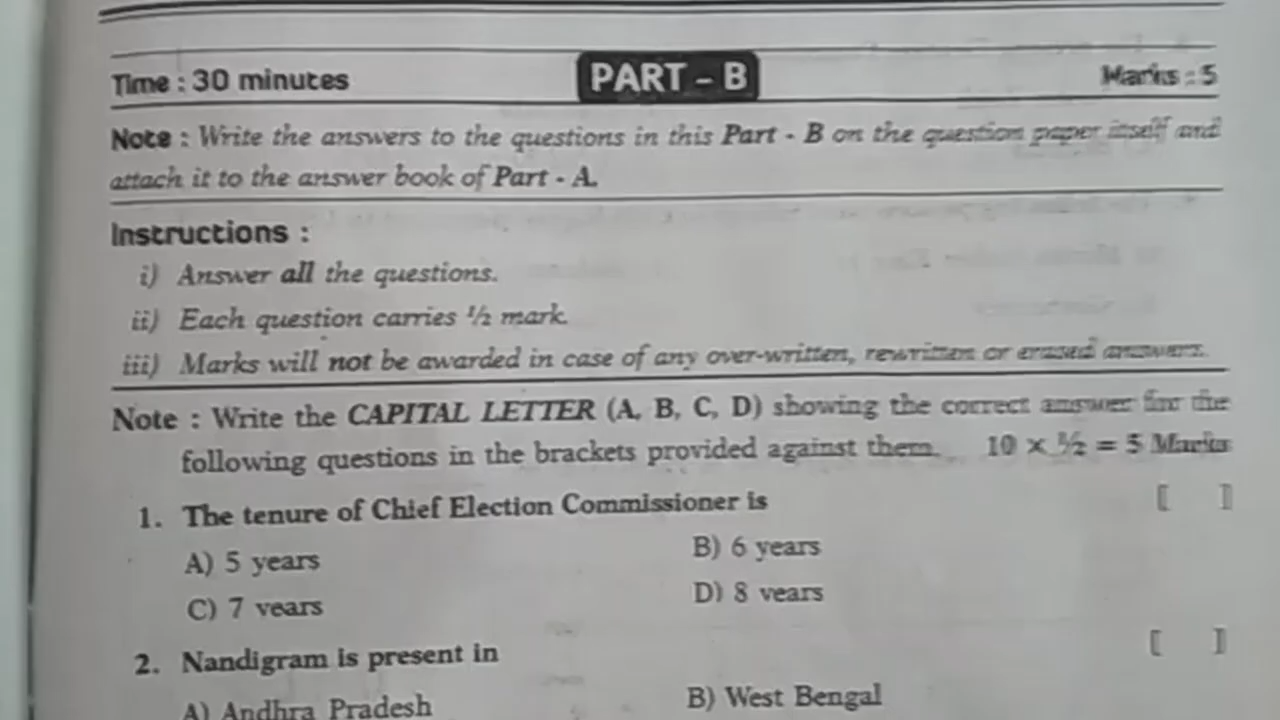 Time : 30 minutes PART - B Marks : 5
Note : Write the answers to the questions in this Part - B on the question paper itself and
attach it to the answer book of Part - A.
Instructions :
i) Answer all the questions.
ii) Each question carries ½ mark.
iii) Marks will not be awarded in case of any over-written, rewritten or erased answers.
Note : Write the CAPITAL LETTER (A, B, C, D) showing the correct answer for the
following questions in the brackets provided against them. 10 × ½ = 5 Marks
1. The tenure of Chief Election Commissioner is [ ]
A) 5 years B) 6 years
C) 7 years D) 8 years
2. Nandigram is present in [ ]
A) Andhra Pradesh B) West Bengal